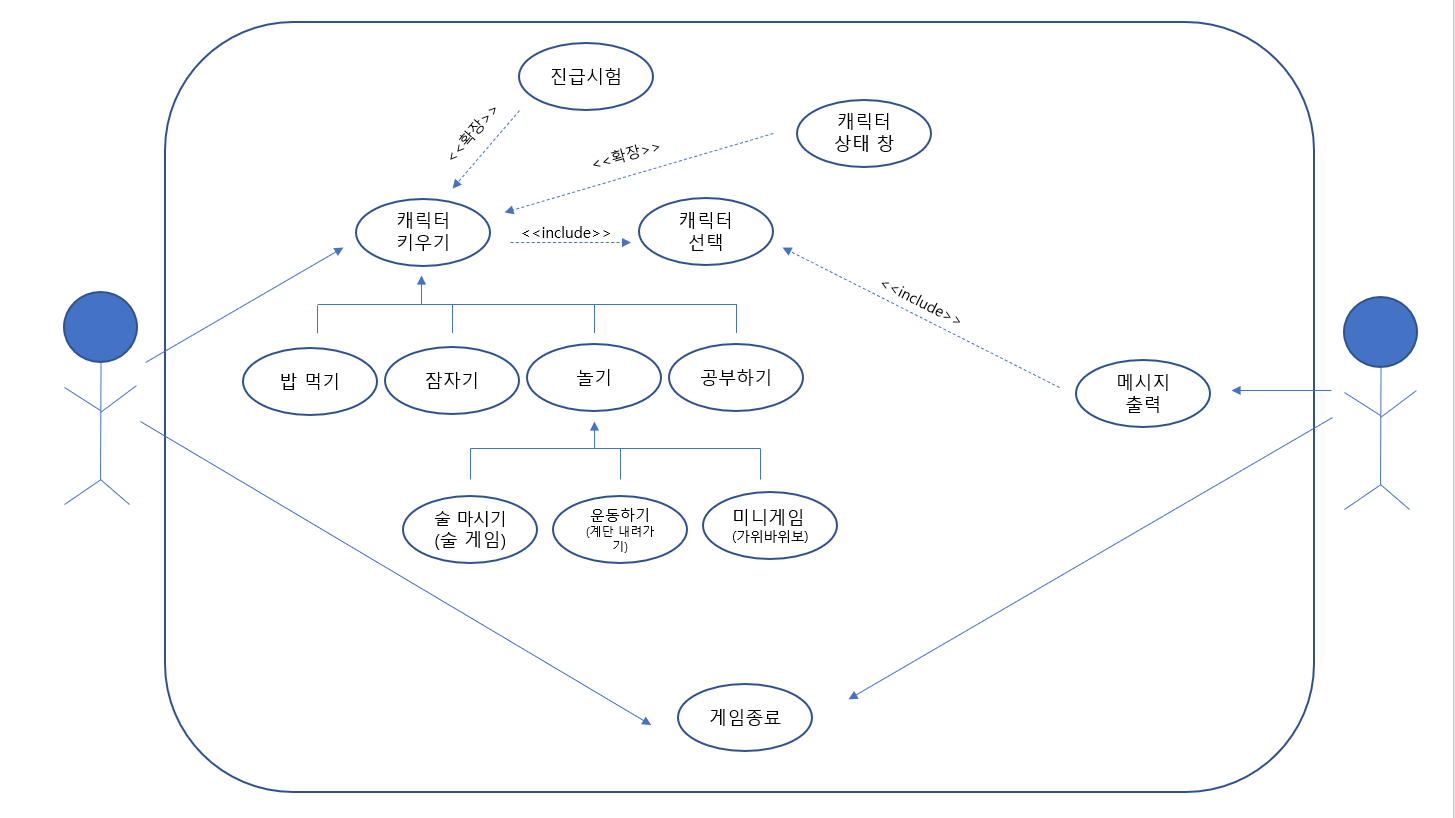 진급시험
<<확장>>
캐릭터
상태 창
<<확장>>
캐릭터
키우기
<<include>>
캐릭터
선택
<<include>>
밥 먹기
잠자기
놀기
공부하기
메시지
출력
술 마시기
(술 게임)
운동하기
(계단 내려가
기)
미니게임
(가위바위보)
게임종료